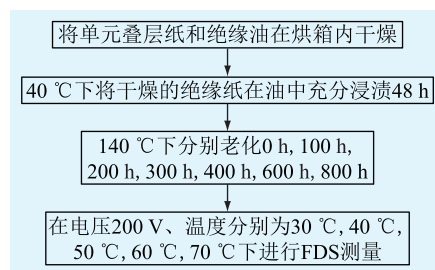 将单元叠层纸和绝缘油在烘箱内干燥
40 ℃下将干燥的绝缘纸在油中充分浸渍48 h
140 ℃下分别老化0 h, 100 h,
200 h, 300 h, 400 h, 600 h, 800 h
在电压200 V、温度分别为30 ℃, 40 ℃,
50 ℃, 60 ℃, 70 ℃下进行FDS测量